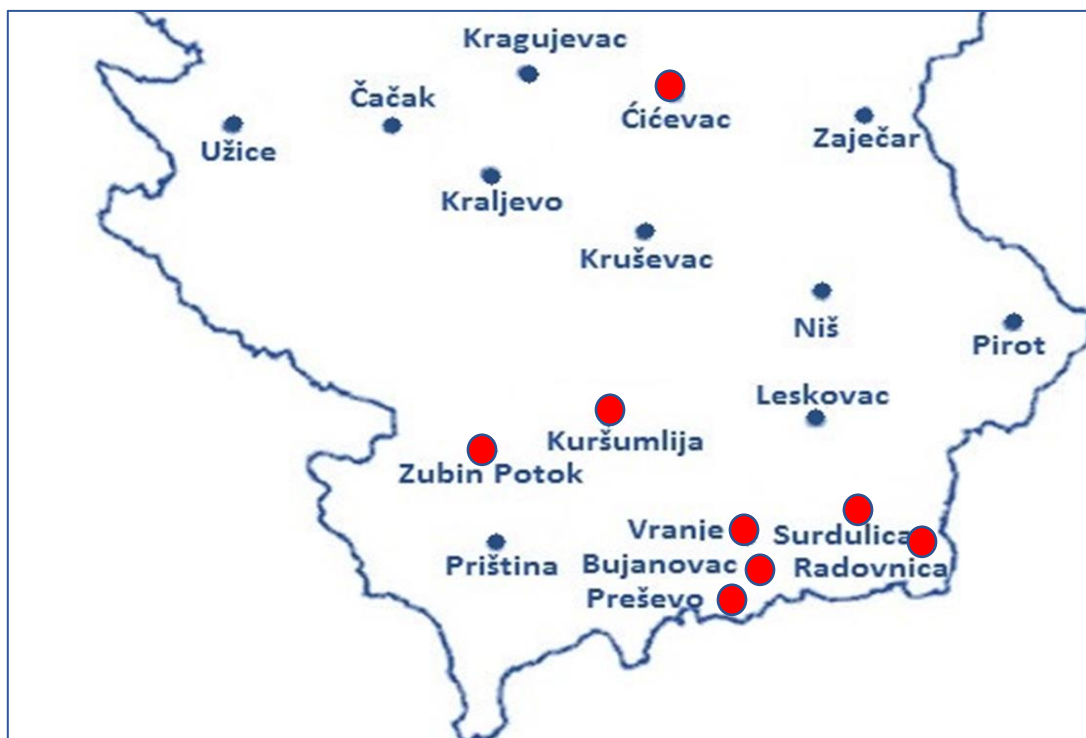 Kragujevac
Čačak
Ćićevac
Užice
Zaječar
Kraljevo
Kruševac
Niš
Pirot
Leskovac
Kuršumlija
Zubin Potok
Vranje
Surdulica
Priština
Bujanovac
Radovnica
Preševo